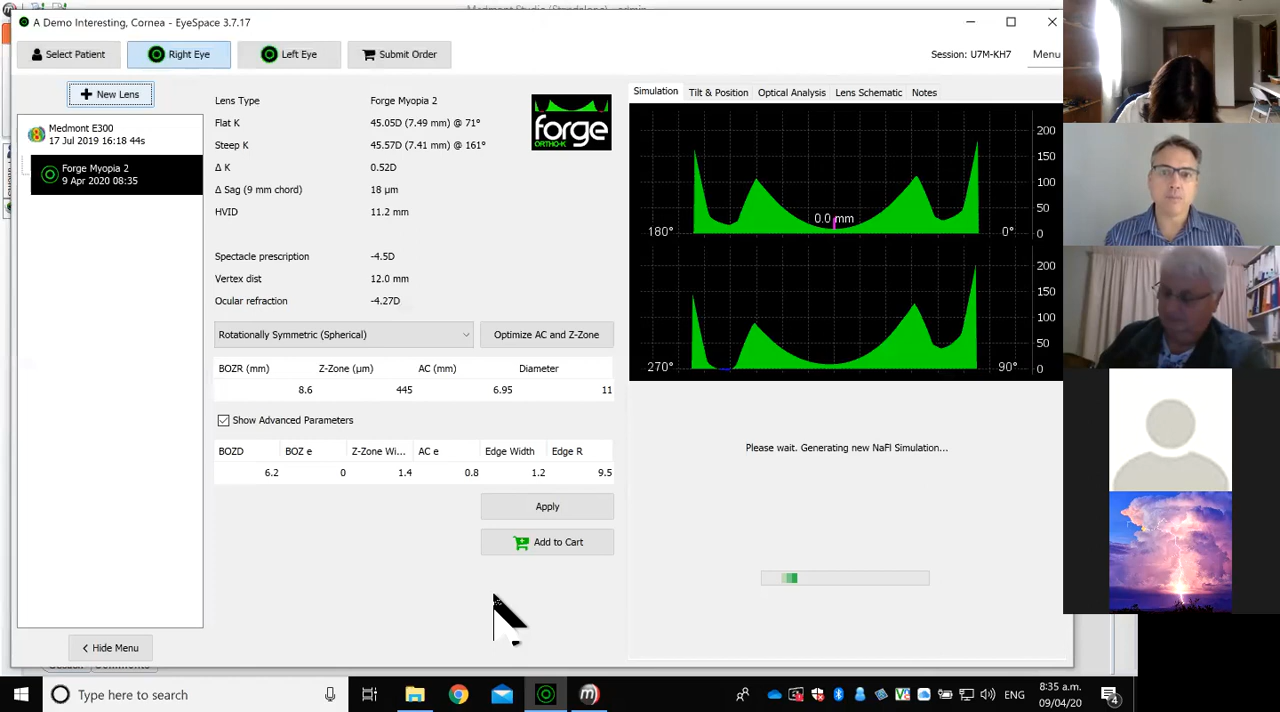 Medmont Studio (Standalone) - admin
A Demo Interesting, Cornea - EyeSpace 3.7.17
Select Patient
Right Eye
Left Eye
Submit Order
Session: U7M-KH7
Menu
New Lens
Medmont E300
17 Jul 2019 16:18 44s
Forge Myopia 2
9 Apr 2020 08:35
Lens Type Forge Myopia 2
Flat K 45.05D (7.49 mm) @ 71°
Steep K 45.57D (7.41 mm) @ 161°
Δ K 0.52D
Δ Sag (9 mm chord) 18 µm
HVID 11.2 mm
forge
ORTHO-K
Spectacle prescription -4.5D
Vertex dist 12.0 mm
Ocular refraction -4.27D
Rotationally Symmetric (Spherical)
Optimize AC and Z-Zone
BOZR (mm) Z-Zone (µm) AC (mm) Diameter
8.6 445 6.95 11
Show Advanced Parameters
BOZD BOZ e Z-Zone Wi... AC e Edge Width Edge R
6.2 0 1.4 0.8 1.2 9.5
Apply
Add to Cart
Hide Menu
Simulation Tilt & Position Optical Analysis Lens Schematic Notes
200
150
100
50
0.0 mm
180° 0° 0
200
150
100
50
270° 90° 0
Please wait. Generating new NaFl Simulation...
Type here to search
ENG
8:35 a.m.
09/04/20
4